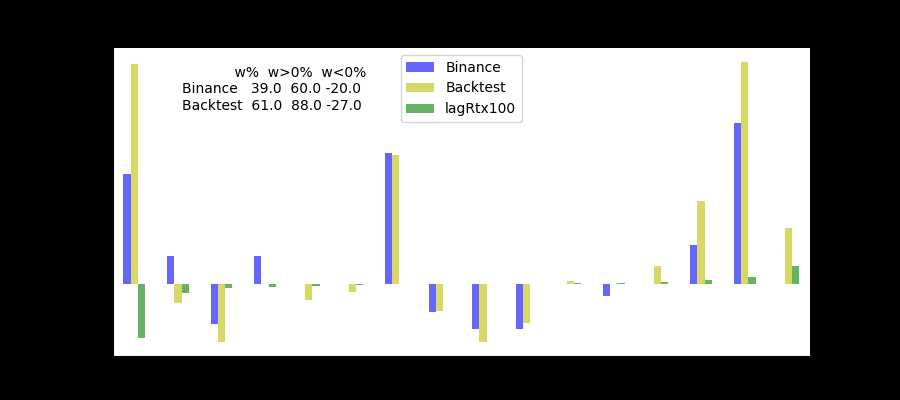 w% w>0% w<0%
Binance 39.0 60.0 -20.0
Backtest 61.0 88.0 -27.0
Binance
Backtest
lagRtx100